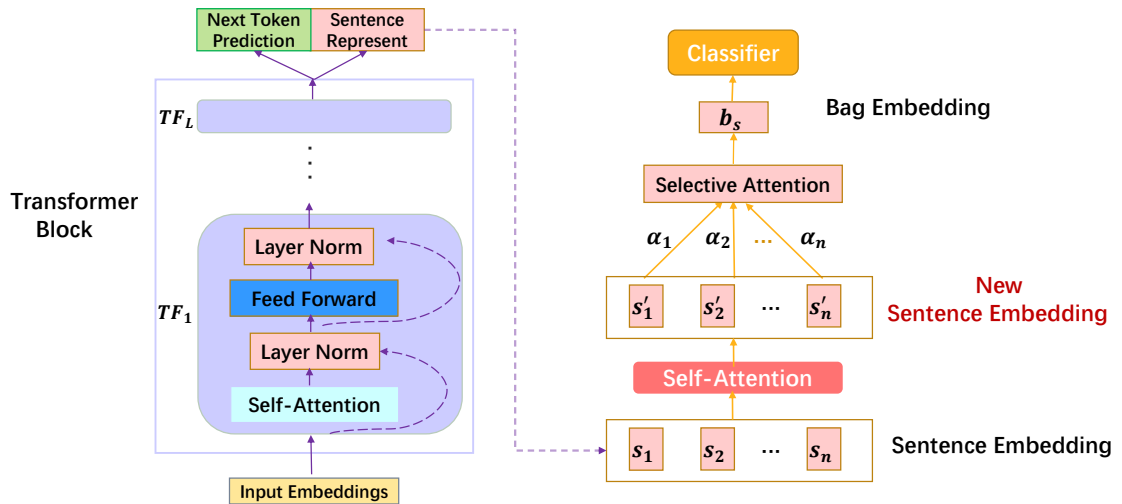 Next Token
Prediction
Sentence
Represent
TF_L
⋮
Transformer
Block
Layer Norm
Feed Forward
TF_1
Layer Norm
Self-Attention
Input Embeddings
Classifier
b_s
Bag Embedding
Selective Attention
α_1 α_2 ... α_n
s'_1 s'_2 ... s'_n
New
Sentence Embedding
Self-Attention
s_1 s_2 ... s_n
Sentence Embedding